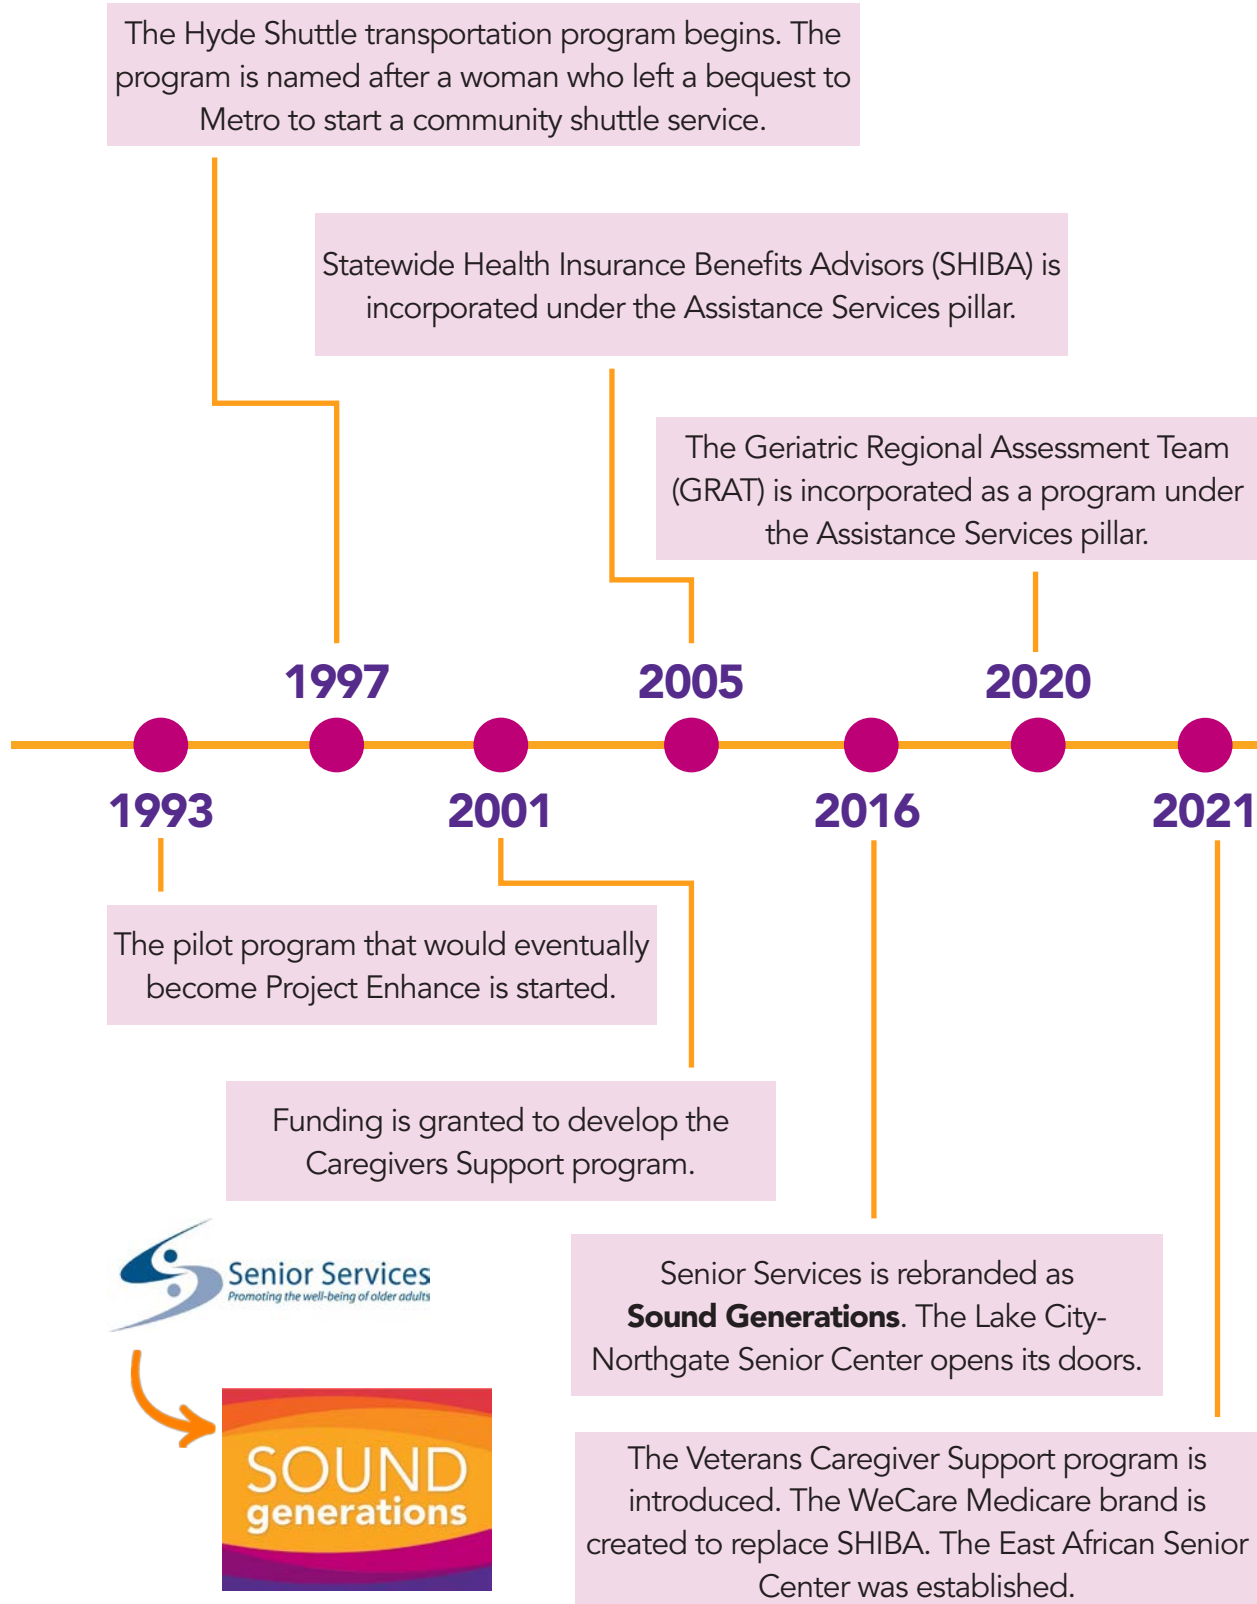 The Hyde Shuttle transportation program begins. The
program is named after a woman who left a bequest to
Metro to start a community shuttle service.
Statewide Health Insurance Benefits Advisors (SHIBA) is
incorporated under the Assistance Services pillar.
The Geriatric Regional Assessment Team
(GRAT) is incorporated as a program under
the Assistance Services pillar.
1997
2005
2020
1993
2001
2016
2021
The pilot program that would eventually
become Project Enhance is started.
Funding is granted to develop the
Caregivers Support program.
Senior Services
Promoting the well-being of older adults
Senior Services is rebranded as
Sound Generations. The Lake City-
Northgate Senior Center opens its doors.
SOUND
generations
The Veterans Caregiver Support program is
introduced. The WeCare Medicare brand is
created to replace SHIBA. The East African Senior
Center was established.